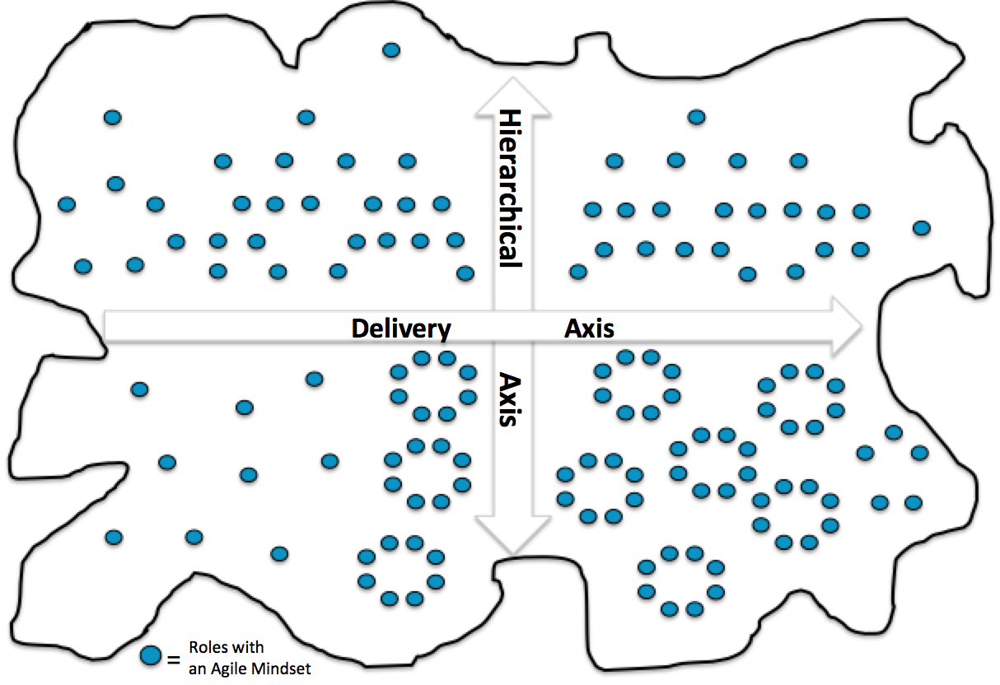 Hierarchical
Delivery Axis
Axis
= Roles with
an Agile Mindset